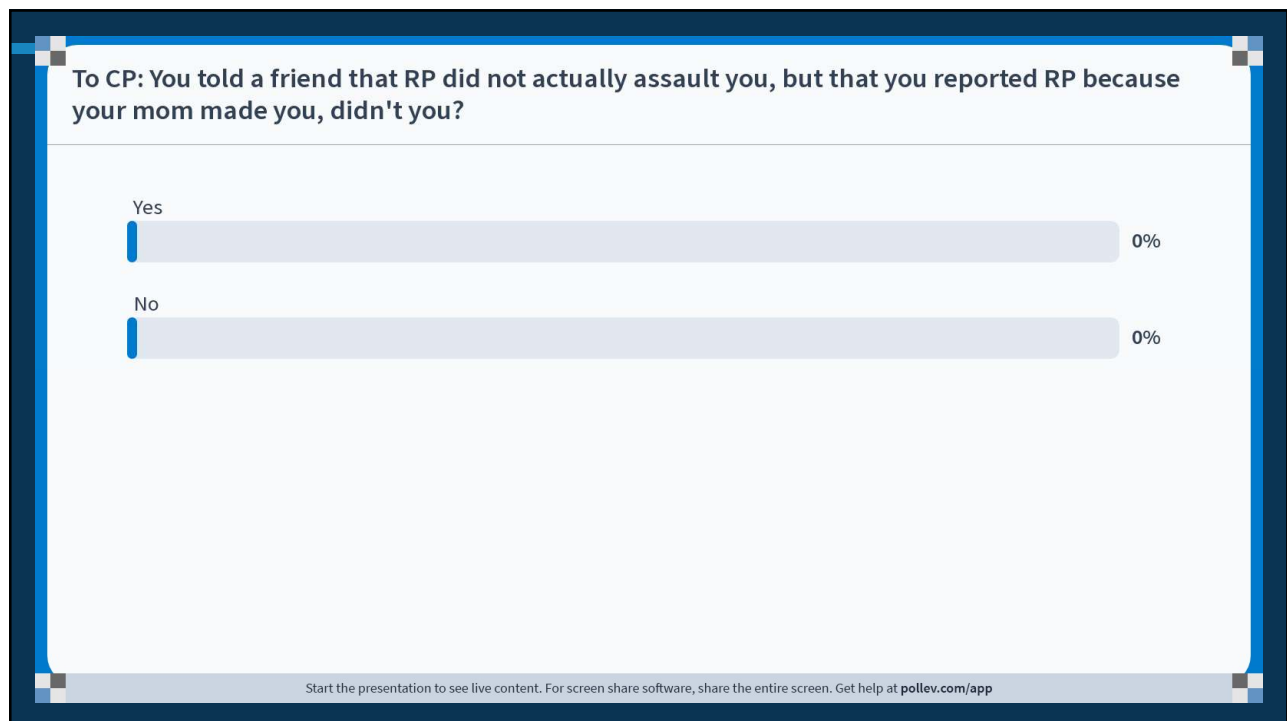 To CP: You told a friend that RP did not actually assault you, but that you reported RP because
your mom made you, didn't you?
Yes
0%
No
0%
Start the presentation to see live content. For screen share software, share the entire screen. Get help at pollev.com/app